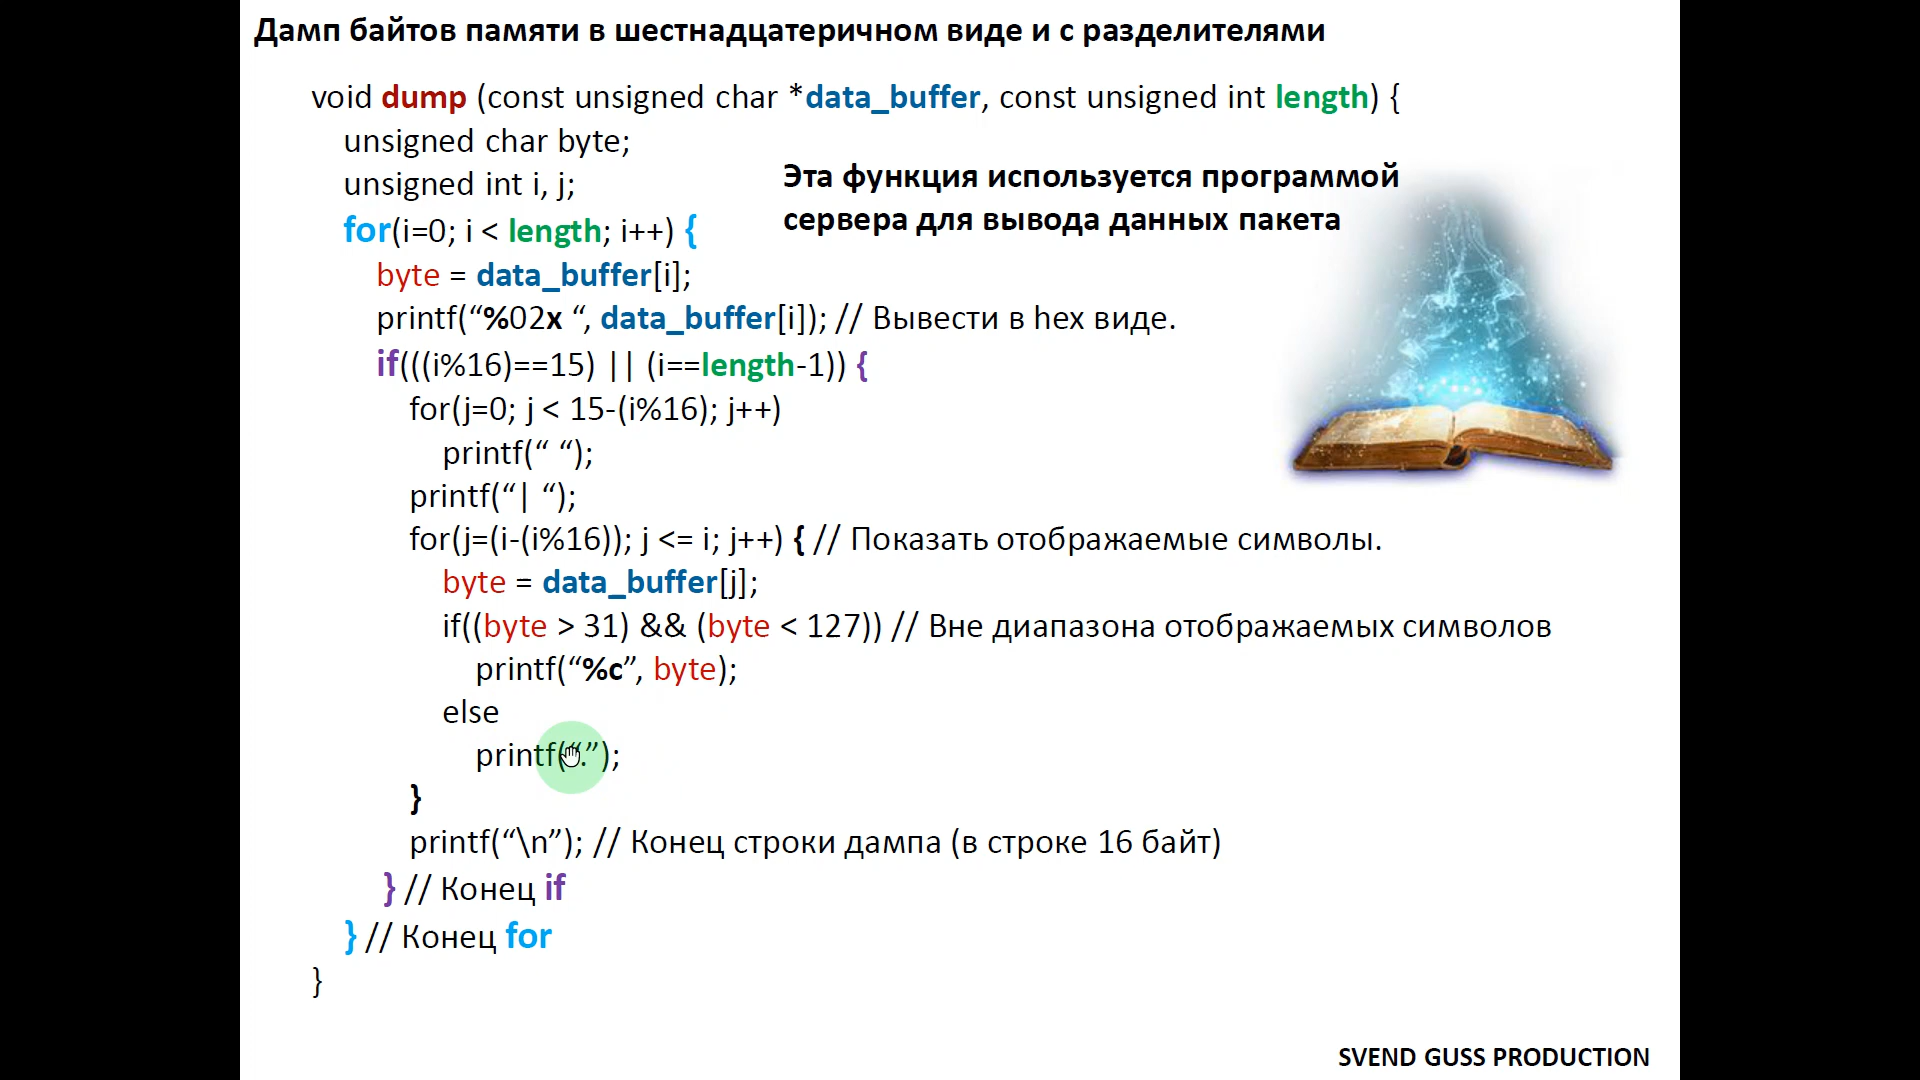 Дамп байтов памяти в шестнадцатеричном виде и с разделителями
void dump (const unsigned char *data_buffer, const unsigned int length) {
unsigned char byte;
unsigned int i, j;
Эта функция используется программой
сервера для вывода данных пакета
for(i=0; i < length; i++) {
byte = data_buffer[i];
printf(“%02x “, data_buffer[i]); // Вывести в hex виде.
if(((i%16)==15) || (i==length-1)) {
for(j=0; j < 15-(i%16); j++)
printf(“ “);
printf(“| “);
for(j=(i-(i%16)); j <= i; j++) { // Показать отображаемые символы.
byte = data_buffer[j];
if((byte > 31) && (byte < 127)) // Вне диапазона отображаемых символов
printf(“%c”, byte);
else
printf(“.”);
}
printf(“\n”); // Конец строки дампа (в строке 16 байт)
} // Конец if
} // Конец for
}
SVEND GUSS PRODUCTION